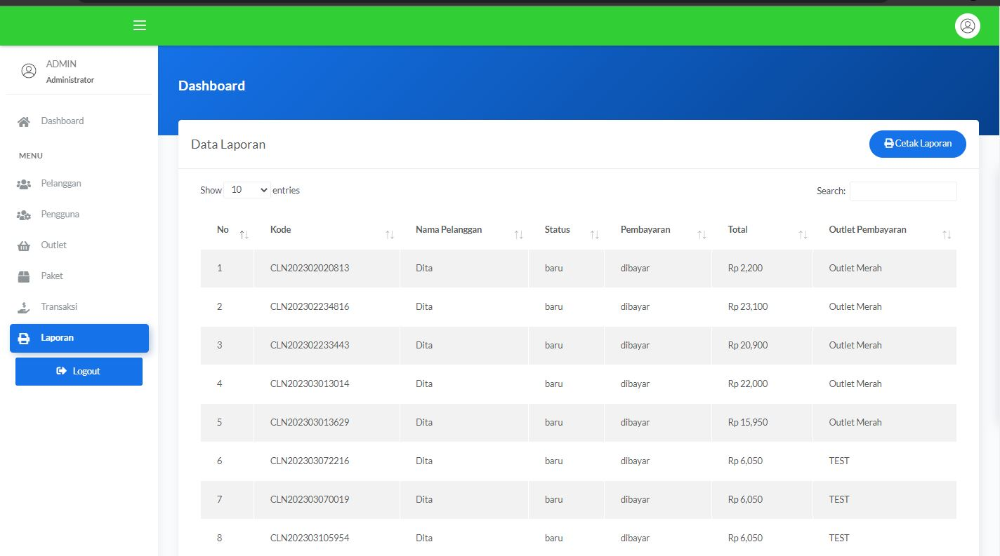 ADMIN
Administrator
Dashboard
MENU
Pelanggan
Pengguna
Outlet
Paket
Transaksi
Laporan
Logout
Dashboard
Data Laporan
Cetak Laporan
Show 10 entries
Search:
No Kode Nama Pelanggan Status Pembayaran Total Outlet Pembayaran
1 CLN202302020813 Dita baru dibayar Rp 2,200 Outlet Merah
2 CLN202302234816 Dita baru dibayar Rp 23,100 Outlet Merah
3 CLN202302233443 Dita baru dibayar Rp 20,900 Outlet Merah
4 CLN202303013014 Dita baru dibayar Rp 22,000 Outlet Merah
5 CLN202303013629 Dita baru dibayar Rp 15,950 Outlet Merah
6 CLN202303072216 Dita baru dibayar Rp 6,050 TEST
7 CLN202303070019 Dita baru dibayar Rp 6,050 TEST
8 CLN202303105954 Dita baru dibayar Rp 6,050 TEST